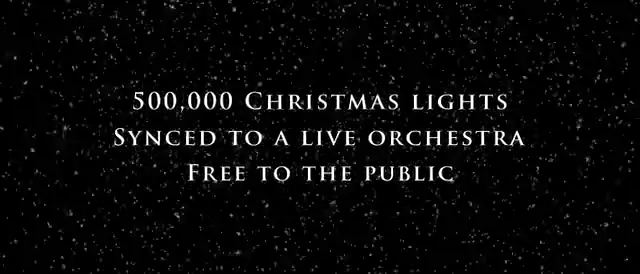 500,000 Christmas lights
Synced to a live orchestra
Free to the public